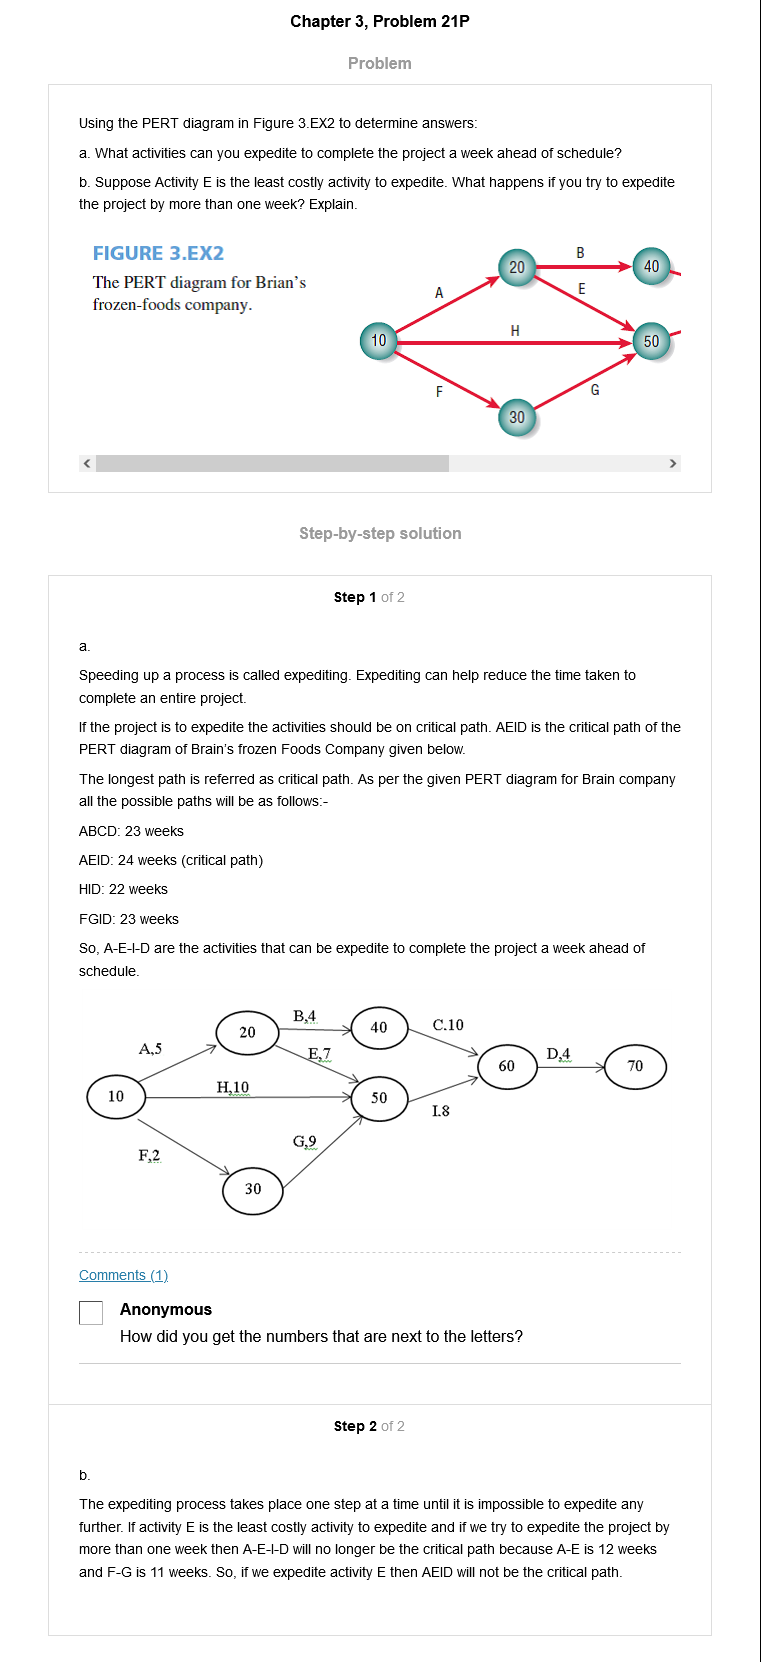 Chapter 3, Problem 21P
Problem
Using the PERT diagram in Figure 3.EX2 to determine answers:
a. What activities can you expedite to complete the project a week ahead of schedule?
b. Suppose Activity E is the least costly activity to expedite. What happens if you try to expedite
the project by more than one week? Explain.
FIGURE 3.EX2
The PERT diagram for Brian's
frozen-foods company.
A
B
E
H
F
G
10
20
30
40
50
Step-by-step solution
Step 1 of 2
a.
Speeding up a process is called expediting. Expediting can help reduce the time taken to
complete an entire project.
If the project is to expedite the activities should be on critical path. AEID is the critical path of the
PERT diagram of Brain's frozen Foods Company given below.
The longest path is referred as critical path. As per the given PERT diagram for Brain company
all the possible paths will be as follows:-
ABCD: 23 weeks
AEID: 24 weeks (critical path)
HID: 22 weeks
FGID: 23 weeks
So, A-E-I-D are the activities that can be expedite to complete the project a week ahead of
schedule.
A,5
B,4
C.10
E,7
D,4
H,10
I.8
G,9
F,2
10
20
30
40
50
60
70
Comments (1)
Anonymous
How did you get the numbers that are next to the letters?
Step 2 of 2
b.
The expediting process takes place one step at a time until it is impossible to expedite any
further. If activity E is the least costly activity to expedite and if we try to expedite the project by
more than one week then A-E-I-D will no longer be the critical path because A-E is 12 weeks
and F-G is 11 weeks. So, if we expedite activity E then AEID will not be the critical path.